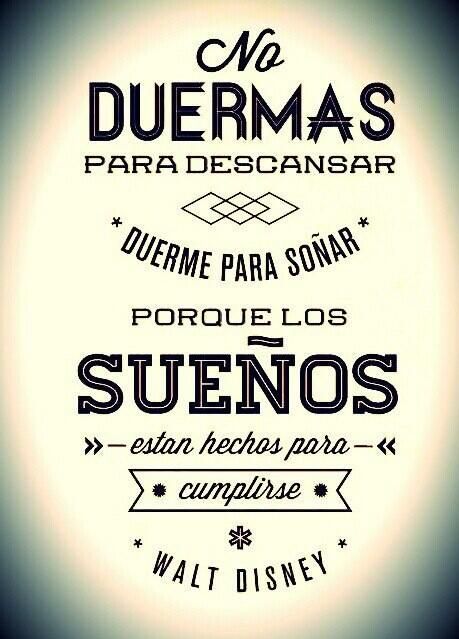 No
DUERMAS
PARA DESCANSAR
* DUERME PARA SOÑAR *
PORQUE LOS
SUEÑOS
»—estan hechos para—«
cumplirse
* WALT DISNEY *